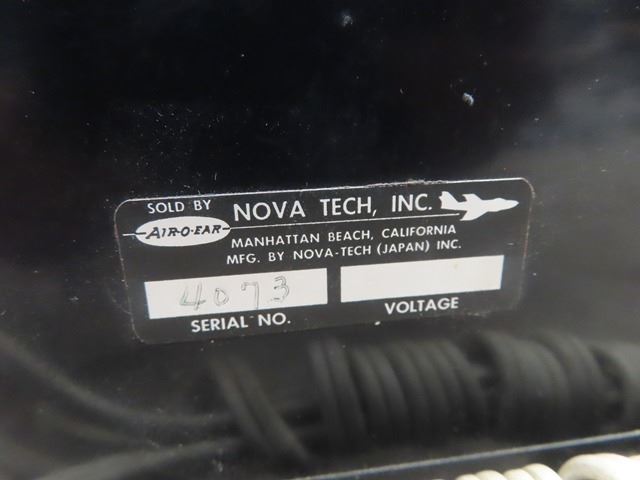 SOLD BY NOVA TECH, INC.
AIR-O-EAR
MANHATTAN BEACH, CALIFORNIA
MFG. BY NOVA-TECH (JAPAN) INC.
4073
SERIAL NO. VOLTAGE